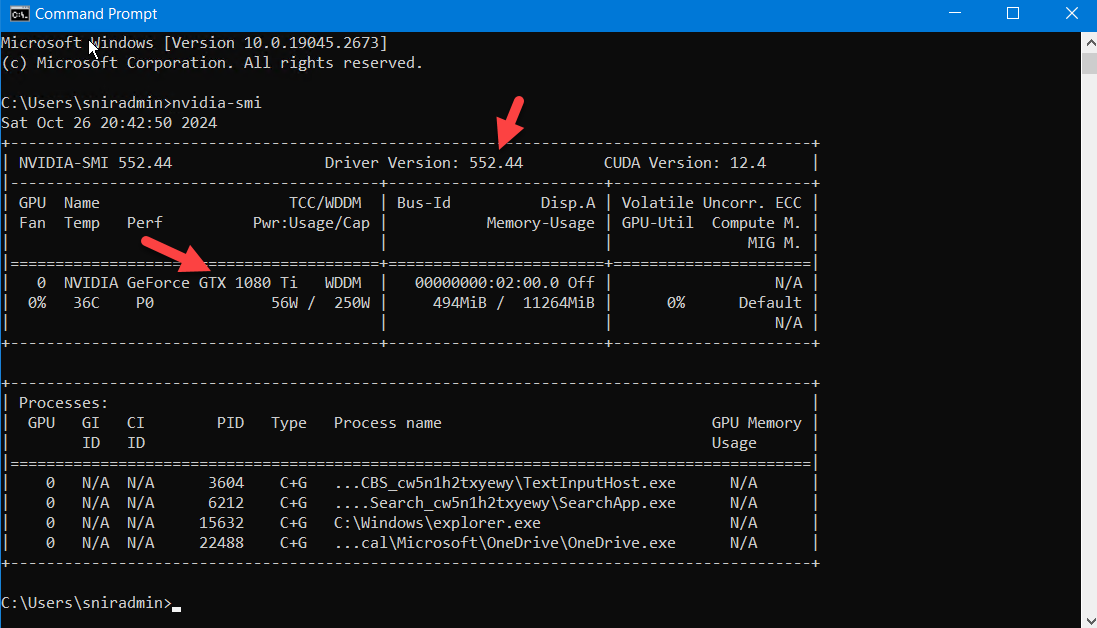 Command Prompt
Microsoft Windows [Version 10.0.19045.2673]
(c) Microsoft Corporation. All rights reserved.
C:\Users\sniradmin>nvidia-smi
Sat Oct 26 20:42:50 2024
NVIDIA-SMI 552.44 Driver Version: 552.44 CUDA Version: 12.4
GPU Name TCC/WDDM | Bus-Id Disp.A | Volatile Uncorr. ECC
Fan Temp Perf Pwr:Usage/Cap | Memory-Usage | GPU-Util Compute M.
MIG M.
0 NVIDIA GeForce GTX 1080 Ti WDDM | 00000000:02:00.0 Off | N/A
0% 36C P0 56W / 250W | 494MiB / 11264MiB | 0% Default
N/A
Processes:
GPU GI CI PID Type Process name GPU Memory
ID ID Usage
0 N/A N/A 3604 C+G ...CBS_cw5n1h2txyewy\TextInputHost.exe N/A
0 N/A N/A 6212 C+G ....Search_cw5n1h2txyewy\SearchApp.exe N/A
0 N/A N/A 15632 C+G C:\Windows\explorer.exe N/A
0 N/A N/A 22488 C+G ...cal\Microsoft\OneDrive\OneDrive.exe N/A
C:\Users\sniradmin>